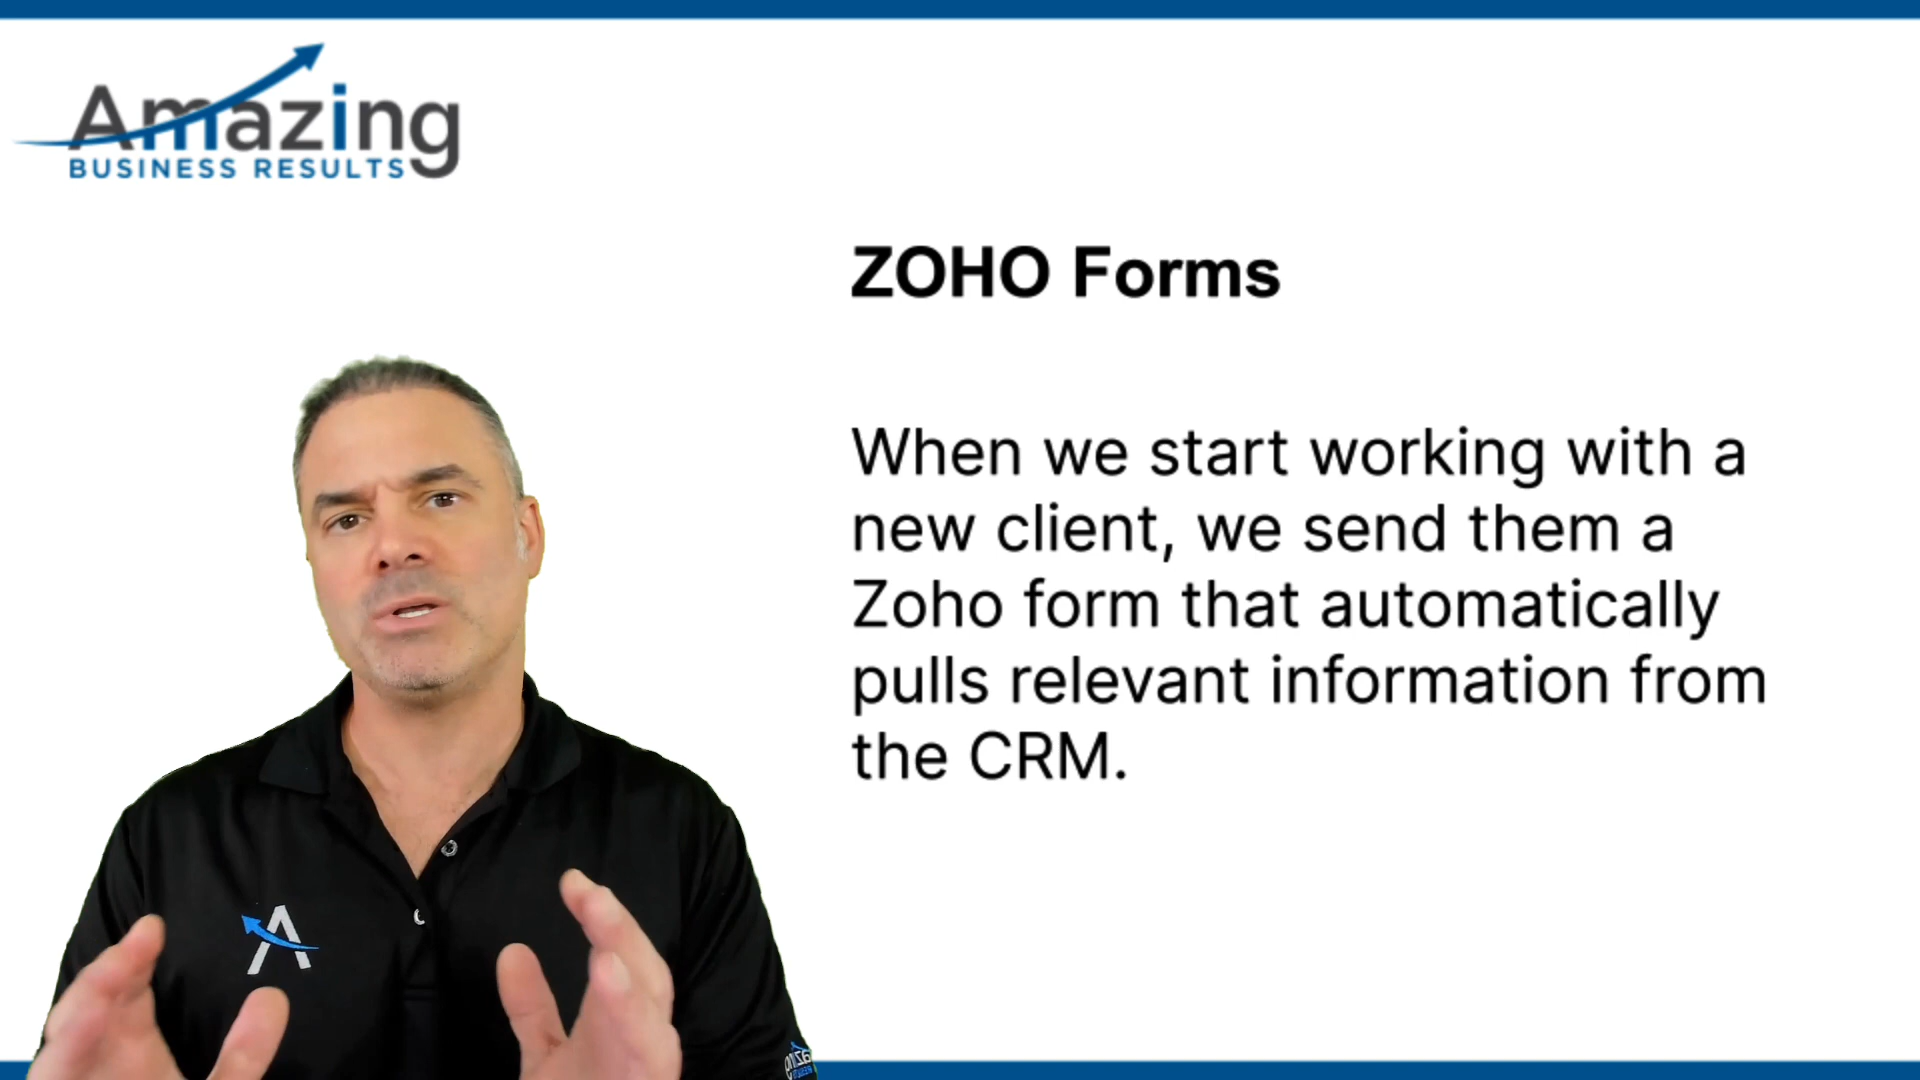 Amazing
BUSINESS RESULTS
ZOHO Forms
When we start working with a
new client, we send them a
Zoho form that automatically
pulls relevant information from
the CRM.
A